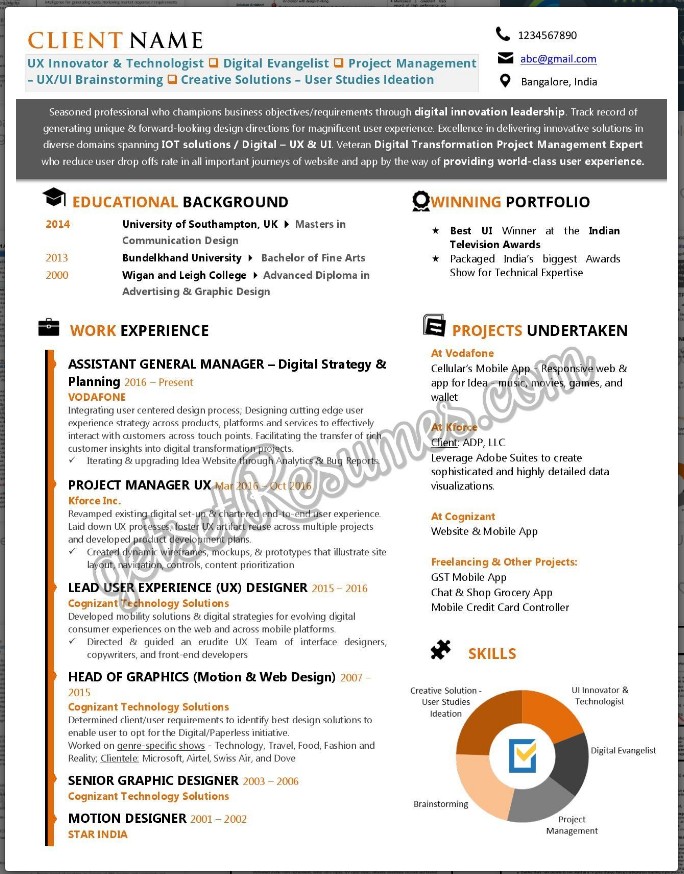 CLIENT NAME
UX Innovator & Technologist ❑ Digital Evangelist ❑ Project Management
– UX/UI Brainstorming ❑ Creative Solutions – User Studies Ideation
1234567890
abc@gmail.com
Bangalore, India
Seasoned professional who champions business objectives/requirements through digital innovation leadership. Track record of
generating unique & forward-looking design directions for magnificent user experience. Excellence in delivering innovative solutions in
diverse domains spanning IOT solutions / Digital – UX & UI. Veteran Digital Transformation Project Management Expert
who reduce user drop offs rate in all important journeys of website and app by the way of providing world-class user experience.
EDUCATIONAL BACKGROUND
2014 University of Southampton, UK Masters in
Communication Design
2013 Bundelkhand University Bachelor of Fine Arts
2000 Wigan and Leigh College Advanced Diploma in
Advertising & Graphic Design
WORK EXPERIENCE
ASSISTANT GENERAL MANAGER – Digital Strategy &
Planning 2016 – Present
VODAFONE
Integrating user centered design process; Designing cutting edge user
experience strategy across products, platforms and services to effectively
interact with customers across touch points. Facilitating the transfer of rich
customer insights into digital transformation projects.
✓ Iterating & upgrading Idea Website through Analytics & Bug Reports
PROJECT MANAGER UX Mar 2016 – Oct 2016
Kforce Inc.
Revamped existing digital set-up & chartered end-to-end user experience.
Laid down UX processes, foster UX artifact reuse across multiple projects
and developed product development plans.
✓ Created dynamic wireframes, mockups, & prototypes that illustrate site
layout, navigation, controls, content prioritization
LEAD USER EXPERIENCE (UX) DESIGNER 2015 – 2016
Cognizant Technology Solutions
Developed mobility solutions & digital strategies for evolving digital
consumer experiences on the web and across mobile platforms.
✓ Directed & guided an erudite UX Team of interface designers,
copywriters, and front-end developers
HEAD OF GRAPHICS (Motion & Web Design) 2007 –
2015
Cognizant Technology Solutions
Determined client/user requirements to identify best design solutions to
enable user to opt for the Digital/Paperless initiative.
Worked on genre-specific shows - Technology, Travel, Food, Fashion and
Reality; Clientele: Microsoft, Airtel, Swiss Air, and Dove
SENIOR GRAPHIC DESIGNER 2003 – 2006
Cognizant Technology Solutions
MOTION DESIGNER 2001 – 2002
STAR INDIA
WINNING PORTFOLIO
★ Best UI Winner at the Indian
Television Awards
★ Packaged India's biggest Awards
Show for Technical Expertise
PROJECTS UNDERTAKEN
At Vodafone
Cellular's Mobile App - Responsive web &
app for Idea - music, movies, games, and
wallet
At Kforce
Client: ADP, LLC
Leverage Adobe Suites to create
sophisticated and highly detailed data
visualizations.
At Cognizant
Website & Mobile App
Freelancing & Other Projects:
GST Mobile App
Chat & Shop Grocery App
Mobile Credit Card Controller
SKILLS
Creative Solution -
User Studies
Ideation
UI Innovator &
Technologist
Digital Evangelist
Brainstorming
Project
Management
getsetResumes.com